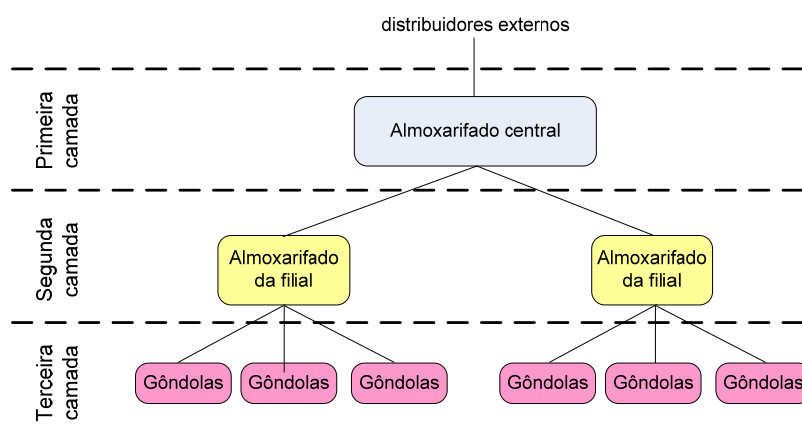 distribuidores externos
Primeira
camada
Almoxarifado central
Segunda
camada
Almoxarifado
da filial
Almoxarifado
da filial
Terceira
camada
Gôndolas
Gôndolas
Gôndolas
Gôndolas
Gôndolas
Gôndolas